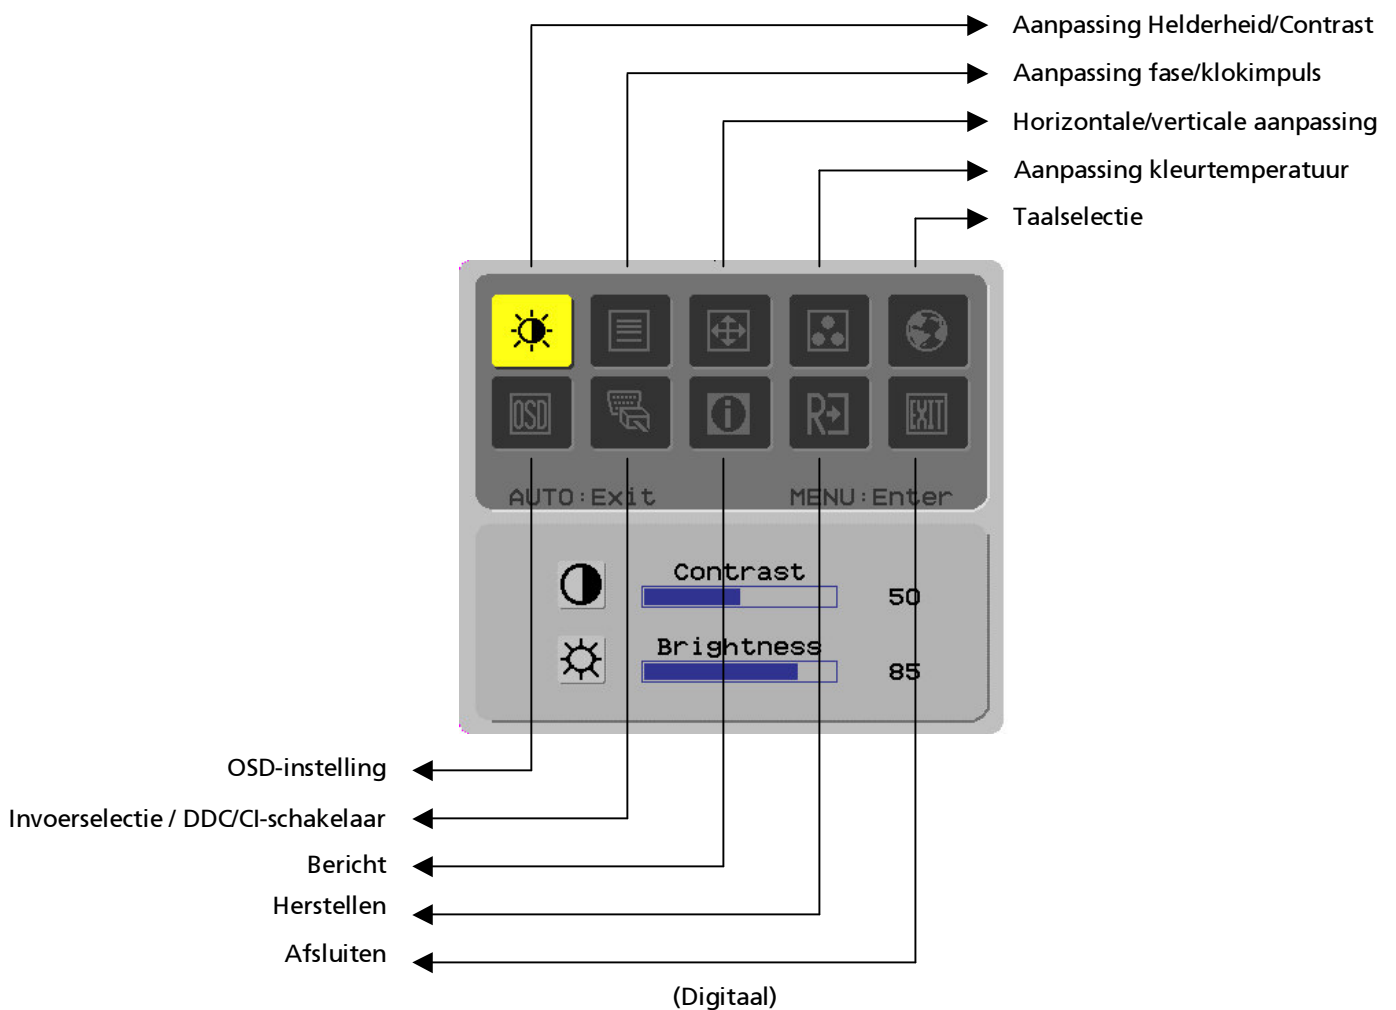 Aanpassing Helderheid/Contrast
Aanpassing fase/klokimpuls
Horizontale/verticale aanpassing
Aanpassing kleurtemperatuur
Taalselectie
OSD
i
R
EXIT
AUTO:Exit MENU:Enter
Contrast
50
Brightness
85
OSD-instelling
Invoerselectie / DDC/CI-schakelaar
Bericht
Herstellen
Afsluiten
(Digitaal)